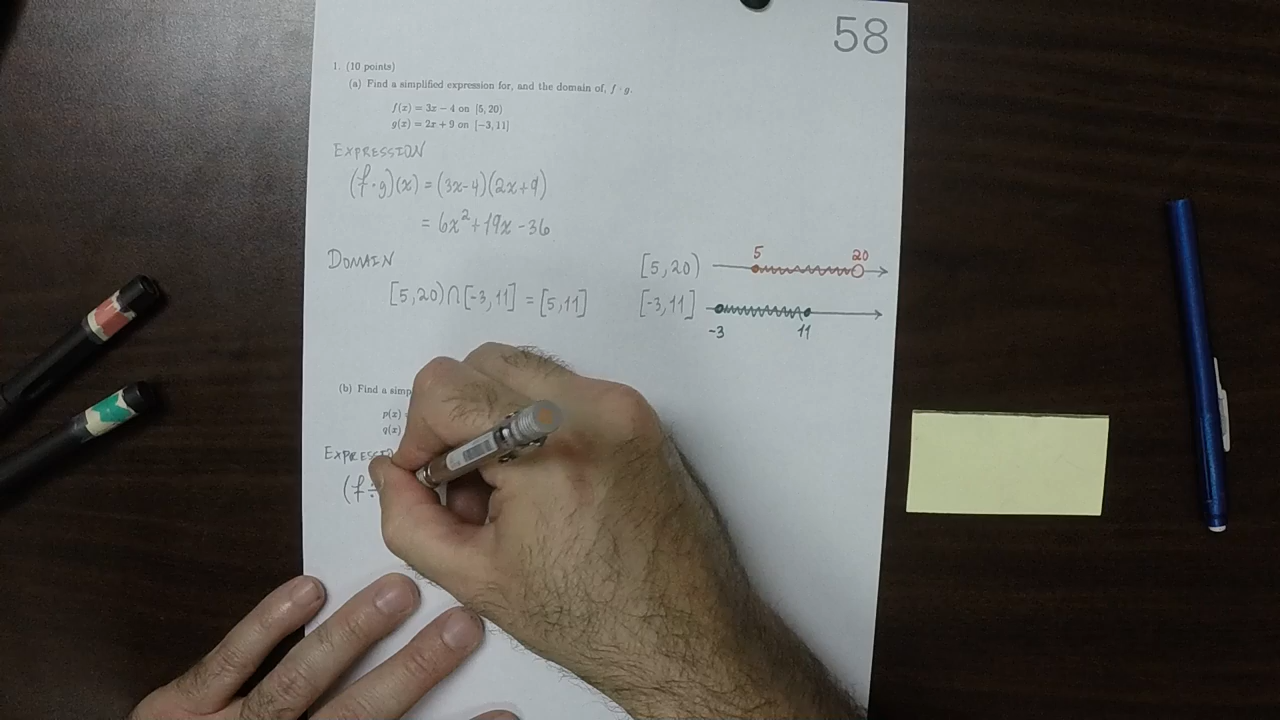 58
1. (10 points)
(a) Find a simplified expression for, and the domain of, f · g.
f(x) = 3x − 4 on [5, 20)
g(x) = 2x + 9 on [−3, 11]
EXPRESSION
(f·g)(x) = (3x-4)(2x+9)
= 6x²+19x-36
DOMAIN
[5,20)∩[-3,11] = [5,11]
[5,20) 5 20
[-3,11] -3 11
(b) Find a simp
p(x)
q(x)
EXPRESSI
(f÷